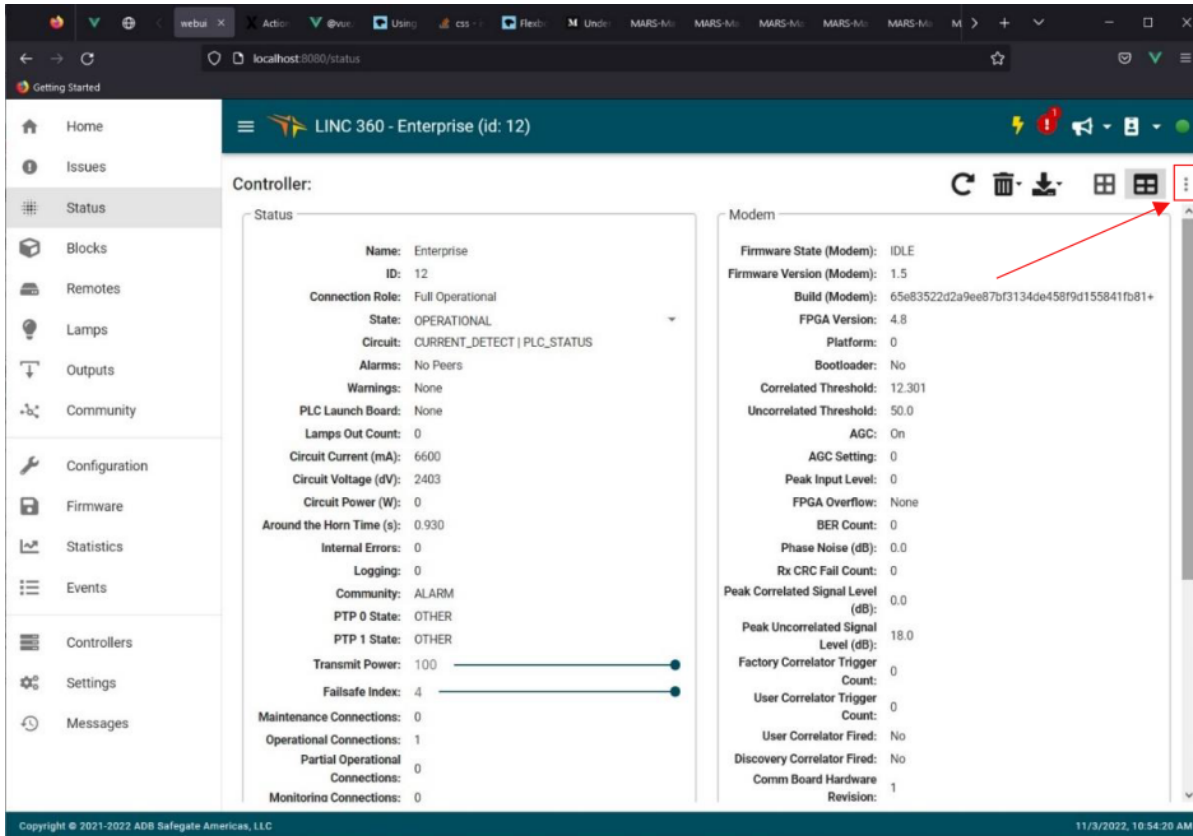 webui
Actio
@vue
Using
css -
Flexb
Unde
MARS-Ma
MARS-Ma
MARS-Ma
MARS-Ma
MARS-Ma
M
localhost:8080/status
Getting Started
LINC 360 - Enterprise (id: 12)
1
Home
Issues
Status
Blocks
Remotes
Lamps
Outputs
Community
Configuration
Firmware
Statistics
Events
Controllers
Settings
Messages
Controller:
Status
Name: Enterprise
ID: 12
Connection Role: Full Operational
State: OPERATIONAL
Circuit: CURRENT_DETECT | PLC_STATUS
Alarms: No Peers
Warnings: None
PLC Launch Board: None
Lamps Out Count: 0
Circuit Current (mA): 6600
Circuit Voltage (dV): 2403
Circuit Power (W): 0
Around the Horn Time (s): 0.930
Internal Errors: 0
Logging: 0
Community: ALARM
PTP 0 State: OTHER
PTP 1 State: OTHER
Transmit Power: 100
Failsafe Index: 4
Maintenance Connections: 0
Operational Connections: 1
Partial Operational
Connections: 0
Monitoring Connections: 0
Modem
Firmware State (Modem): IDLE
Firmware Version (Modem): 1.5
Build (Modem): 65e83522d2a9ee87bf3134de458f9d155841fb81+
FPGA Version: 4.8
Platform: 0
Bootloader: No
Correlated Threshold: 12.301
Uncorrelated Threshold: 50.0
AGC: On
AGC Setting: 0
Peak Input Level: 0
FPGA Overflow: None
BER Count: 0
Phase Noise (dB): 0.0
Rx CRC Fail Count: 0
Peak Correlated Signal Level
(dB): 0.0
Peak Uncorrelated Signal
Level (dB): 18.0
Factory Correlator Trigger
Count: 0
User Correlator Trigger
Count: 0
User Correlator Fired: No
Discovery Correlator Fired: No
Comm Board Hardware
Revision: 1
Copyright © 2021-2022 ADB Safegate Americas, LLC
11/3/2022, 10:54:20 AM